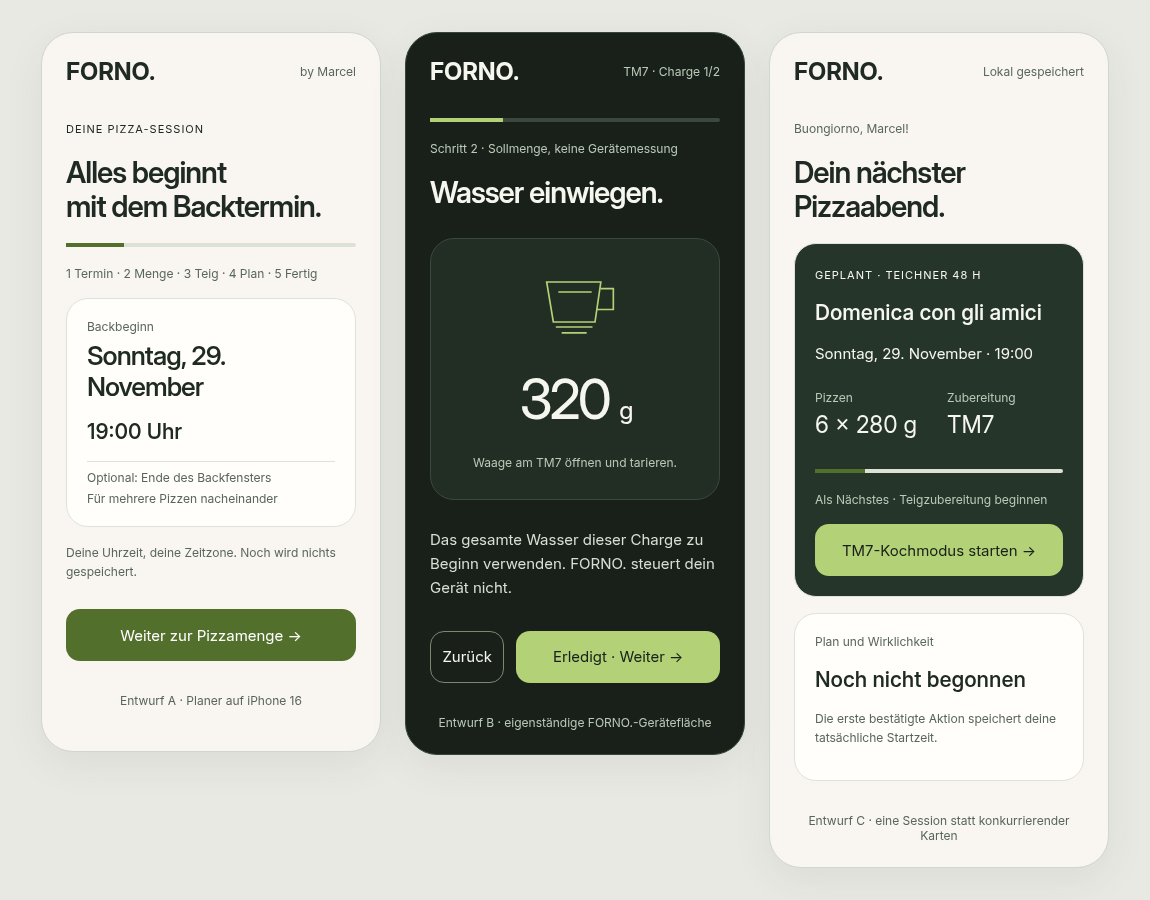 FORNO.
by Marcel
DEINE PIZZA-SESSION
Alles beginnt
mit dem Backtermin.
1 Termin · 2 Menge · 3 Teig · 4 Plan · 5 Fertig
Backbeginn
Sonntag, 29.
November
19:00 Uhr
Optional: Ende des Backfensters
Für mehrere Pizzen nacheinander
Deine Uhrzeit, deine Zeitzone. Noch wird nichts
gespeichert.
Weiter zur Pizzamenge →
Entwurf A · Planer auf iPhone 16
FORNO.
TM7 · Charge 1/2
Schritt 2 · Sollmenge, keine Gerätemessung
Wasser einwiegen.
320 g
Waage am TM7 öffnen und tarieren.
Das gesamte Wasser dieser Charge zu
Beginn verwenden. FORNO. steuert dein
Gerät nicht.
Zurück
Erledigt · Weiter →
Entwurf B · eigenständige FORNO.-Gerätefläche
FORNO.
Lokal gespeichert
Buongiorno, Marcel!
Dein nächster
Pizzaabend.
GEPLANT · TEICHNER 48 H
Domenica con gli amici
Sonntag, 29. November · 19:00
Pizzen
Zubereitung
6 × 280 g
TM7
Als Nächstes · Teigzubereitung beginnen
TM7-Kochmodus starten →
Plan und Wirklichkeit
Noch nicht begonnen
Die erste bestätigte Aktion speichert deine
tatsächliche Startzeit.
Entwurf C · eine Session statt konkurrierender
Karten